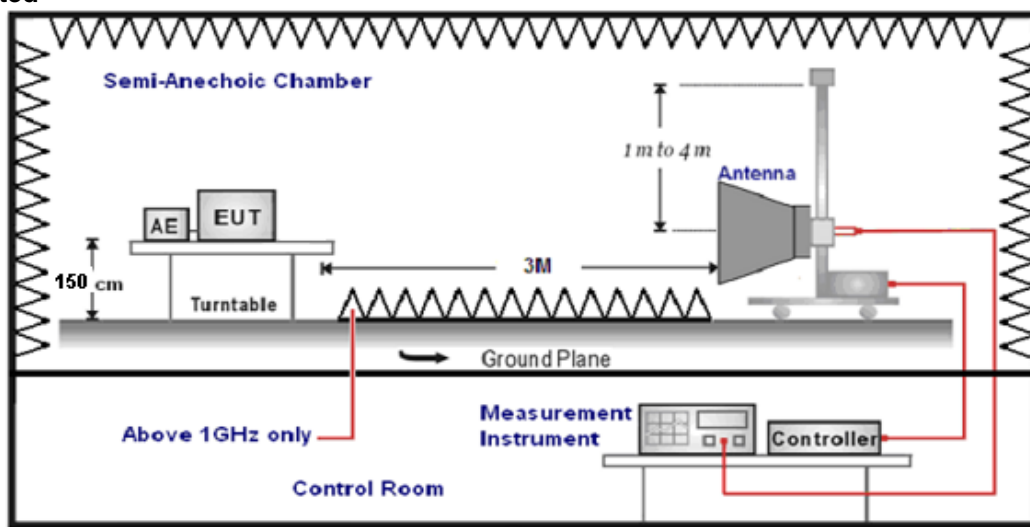 Semi-Anechoic Chamber
1 m to 4 m
Antenna
AE
EUT
3M
150 cm
Turntable
Ground Plane
Above 1GHz only
Measurement
Instrument
Controller
Control Room